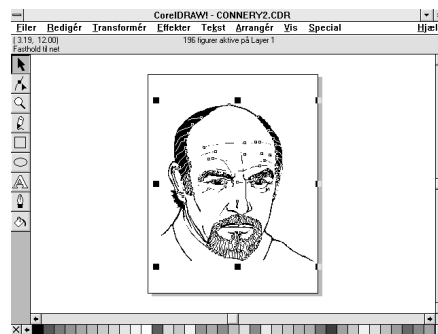 CorelDRAW! - CONNERY2.CDR
Filer Redigér Transformér Effekter Tekst Arrangér Vis Special Hjæl
( 3.19, 12.00) 196 figurer aktive på Layer 1
Fasthold til net